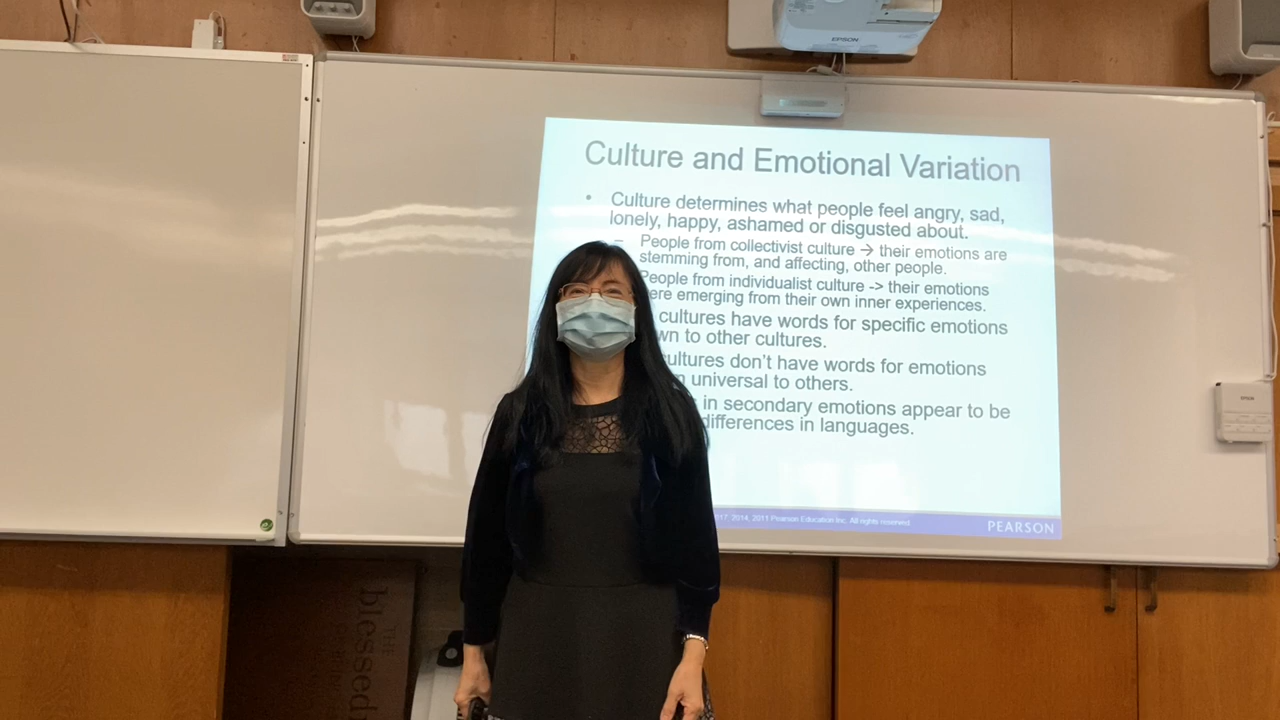 EPSON
Culture and Emotional Variation
• Culture determines what people feel angry, sad,
lonely, happy, ashamed or disgusted about.
– People from collectivist culture → their emotions are
stemming from, and affecting, other people.
People from individualist culture -> their emotions
ere emerging from their own inner experiences.
cultures have words for specific emotions
wn to other cultures.
cultures don't have words for emotions
n universal to others.
in secondary emotions appear to be
differences in languages.
17, 2014, 2011 Pearson Education Inc. All rights reserved
PEARSON
EPSON
THE
blessed